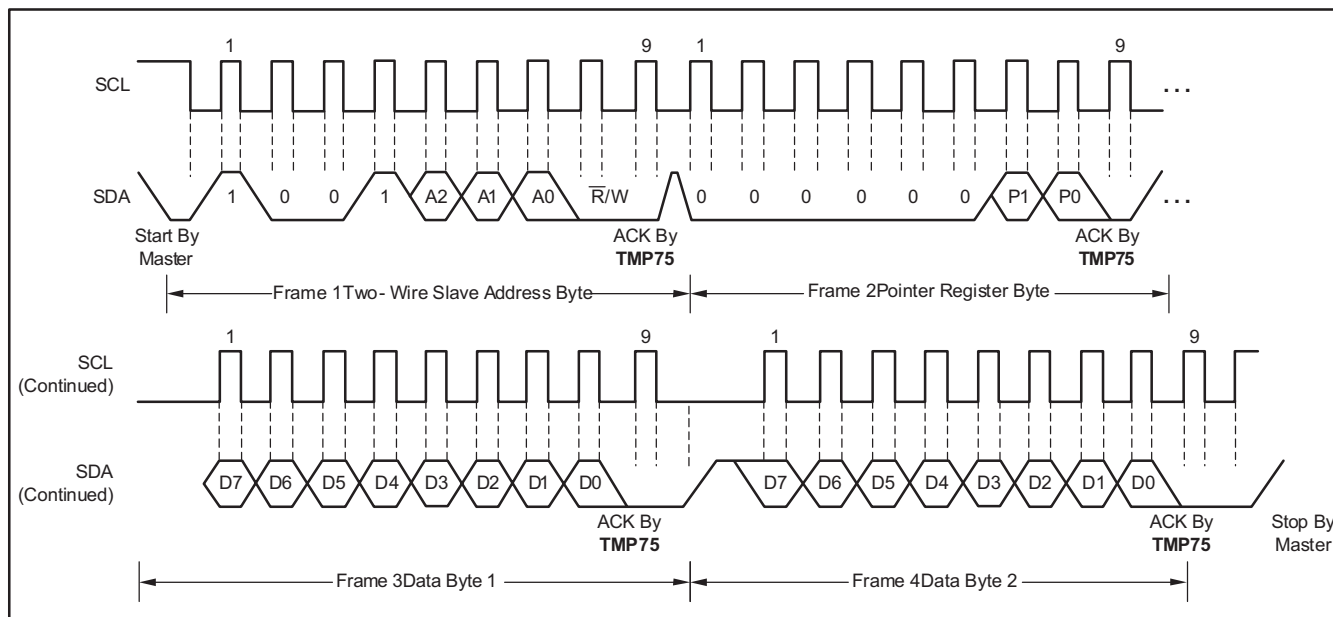 1 9 1 9
SCL ...
SDA 1 0 0 1 A2 A1 A0 R̅/W 0 0 0 0 0 0 P1 P0 ...
Start By Master ACK By TMP75 ACK By TMP75
Frame 1Two- Wire Slave Address Byte Frame 2Pointer Register Byte
1 9 1 9
SCL (Continued)
SDA (Continued) D7 D6 D5 D4 D3 D2 D1 D0 D7 D6 D5 D4 D3 D2 D1 D0
ACK By TMP75 ACK By TMP75 Stop By Master
Frame 3Data Byte 1 Frame 4Data Byte 2